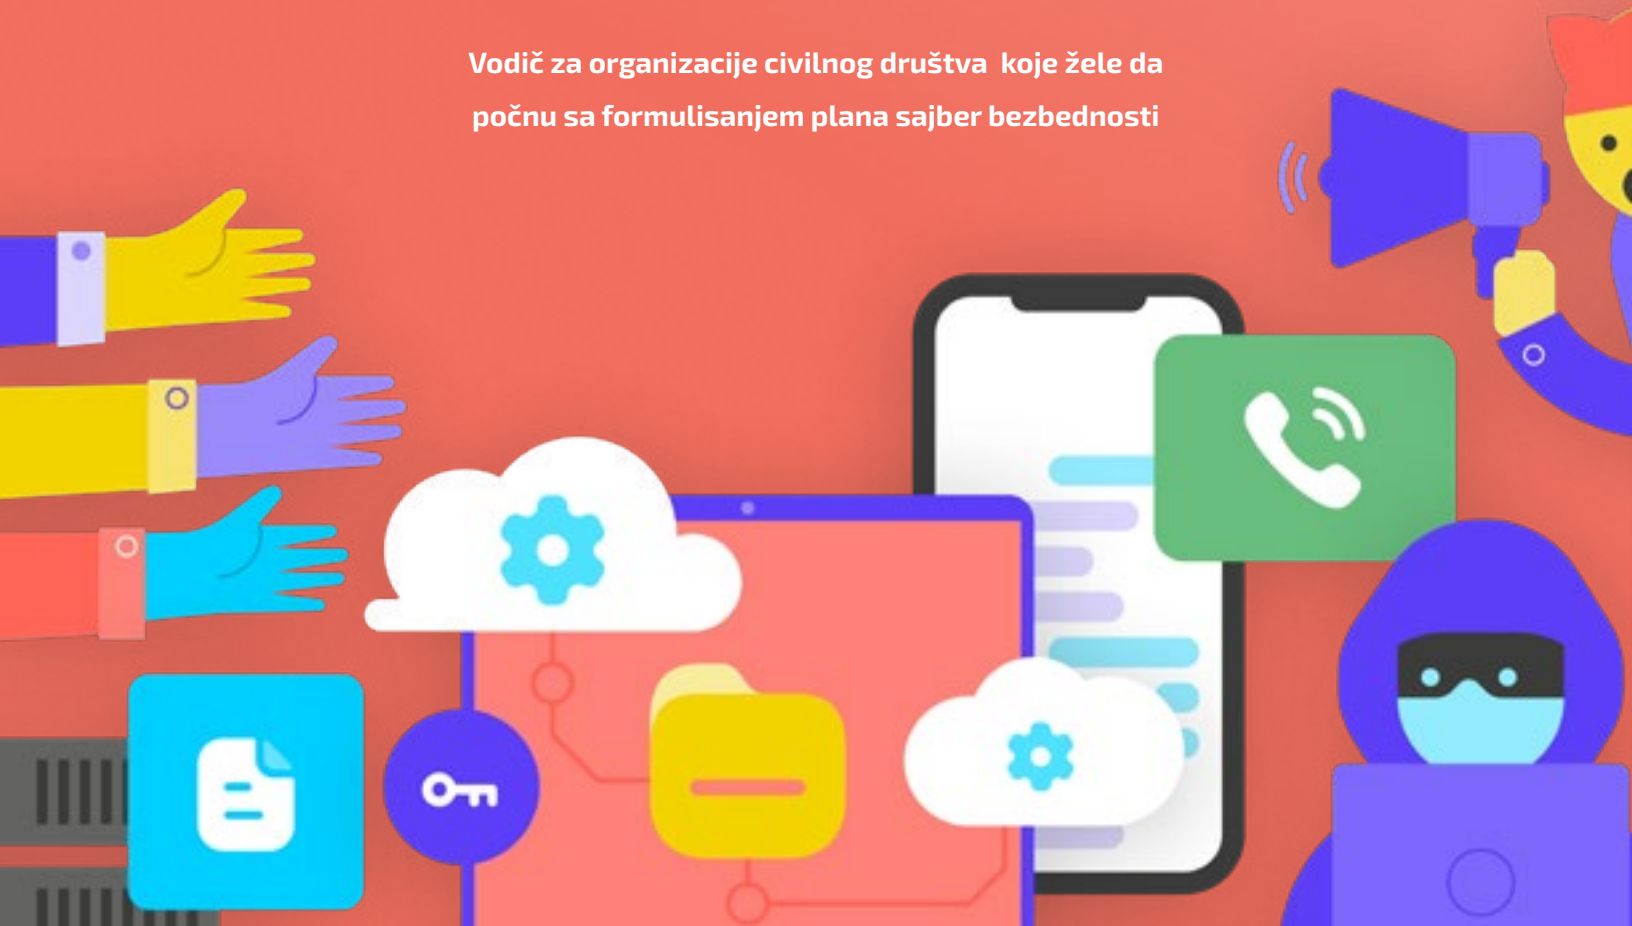 Vodič za organizacije civilnog društva koje žele da
počnu sa formulisanjem plana sajber bezbednosti